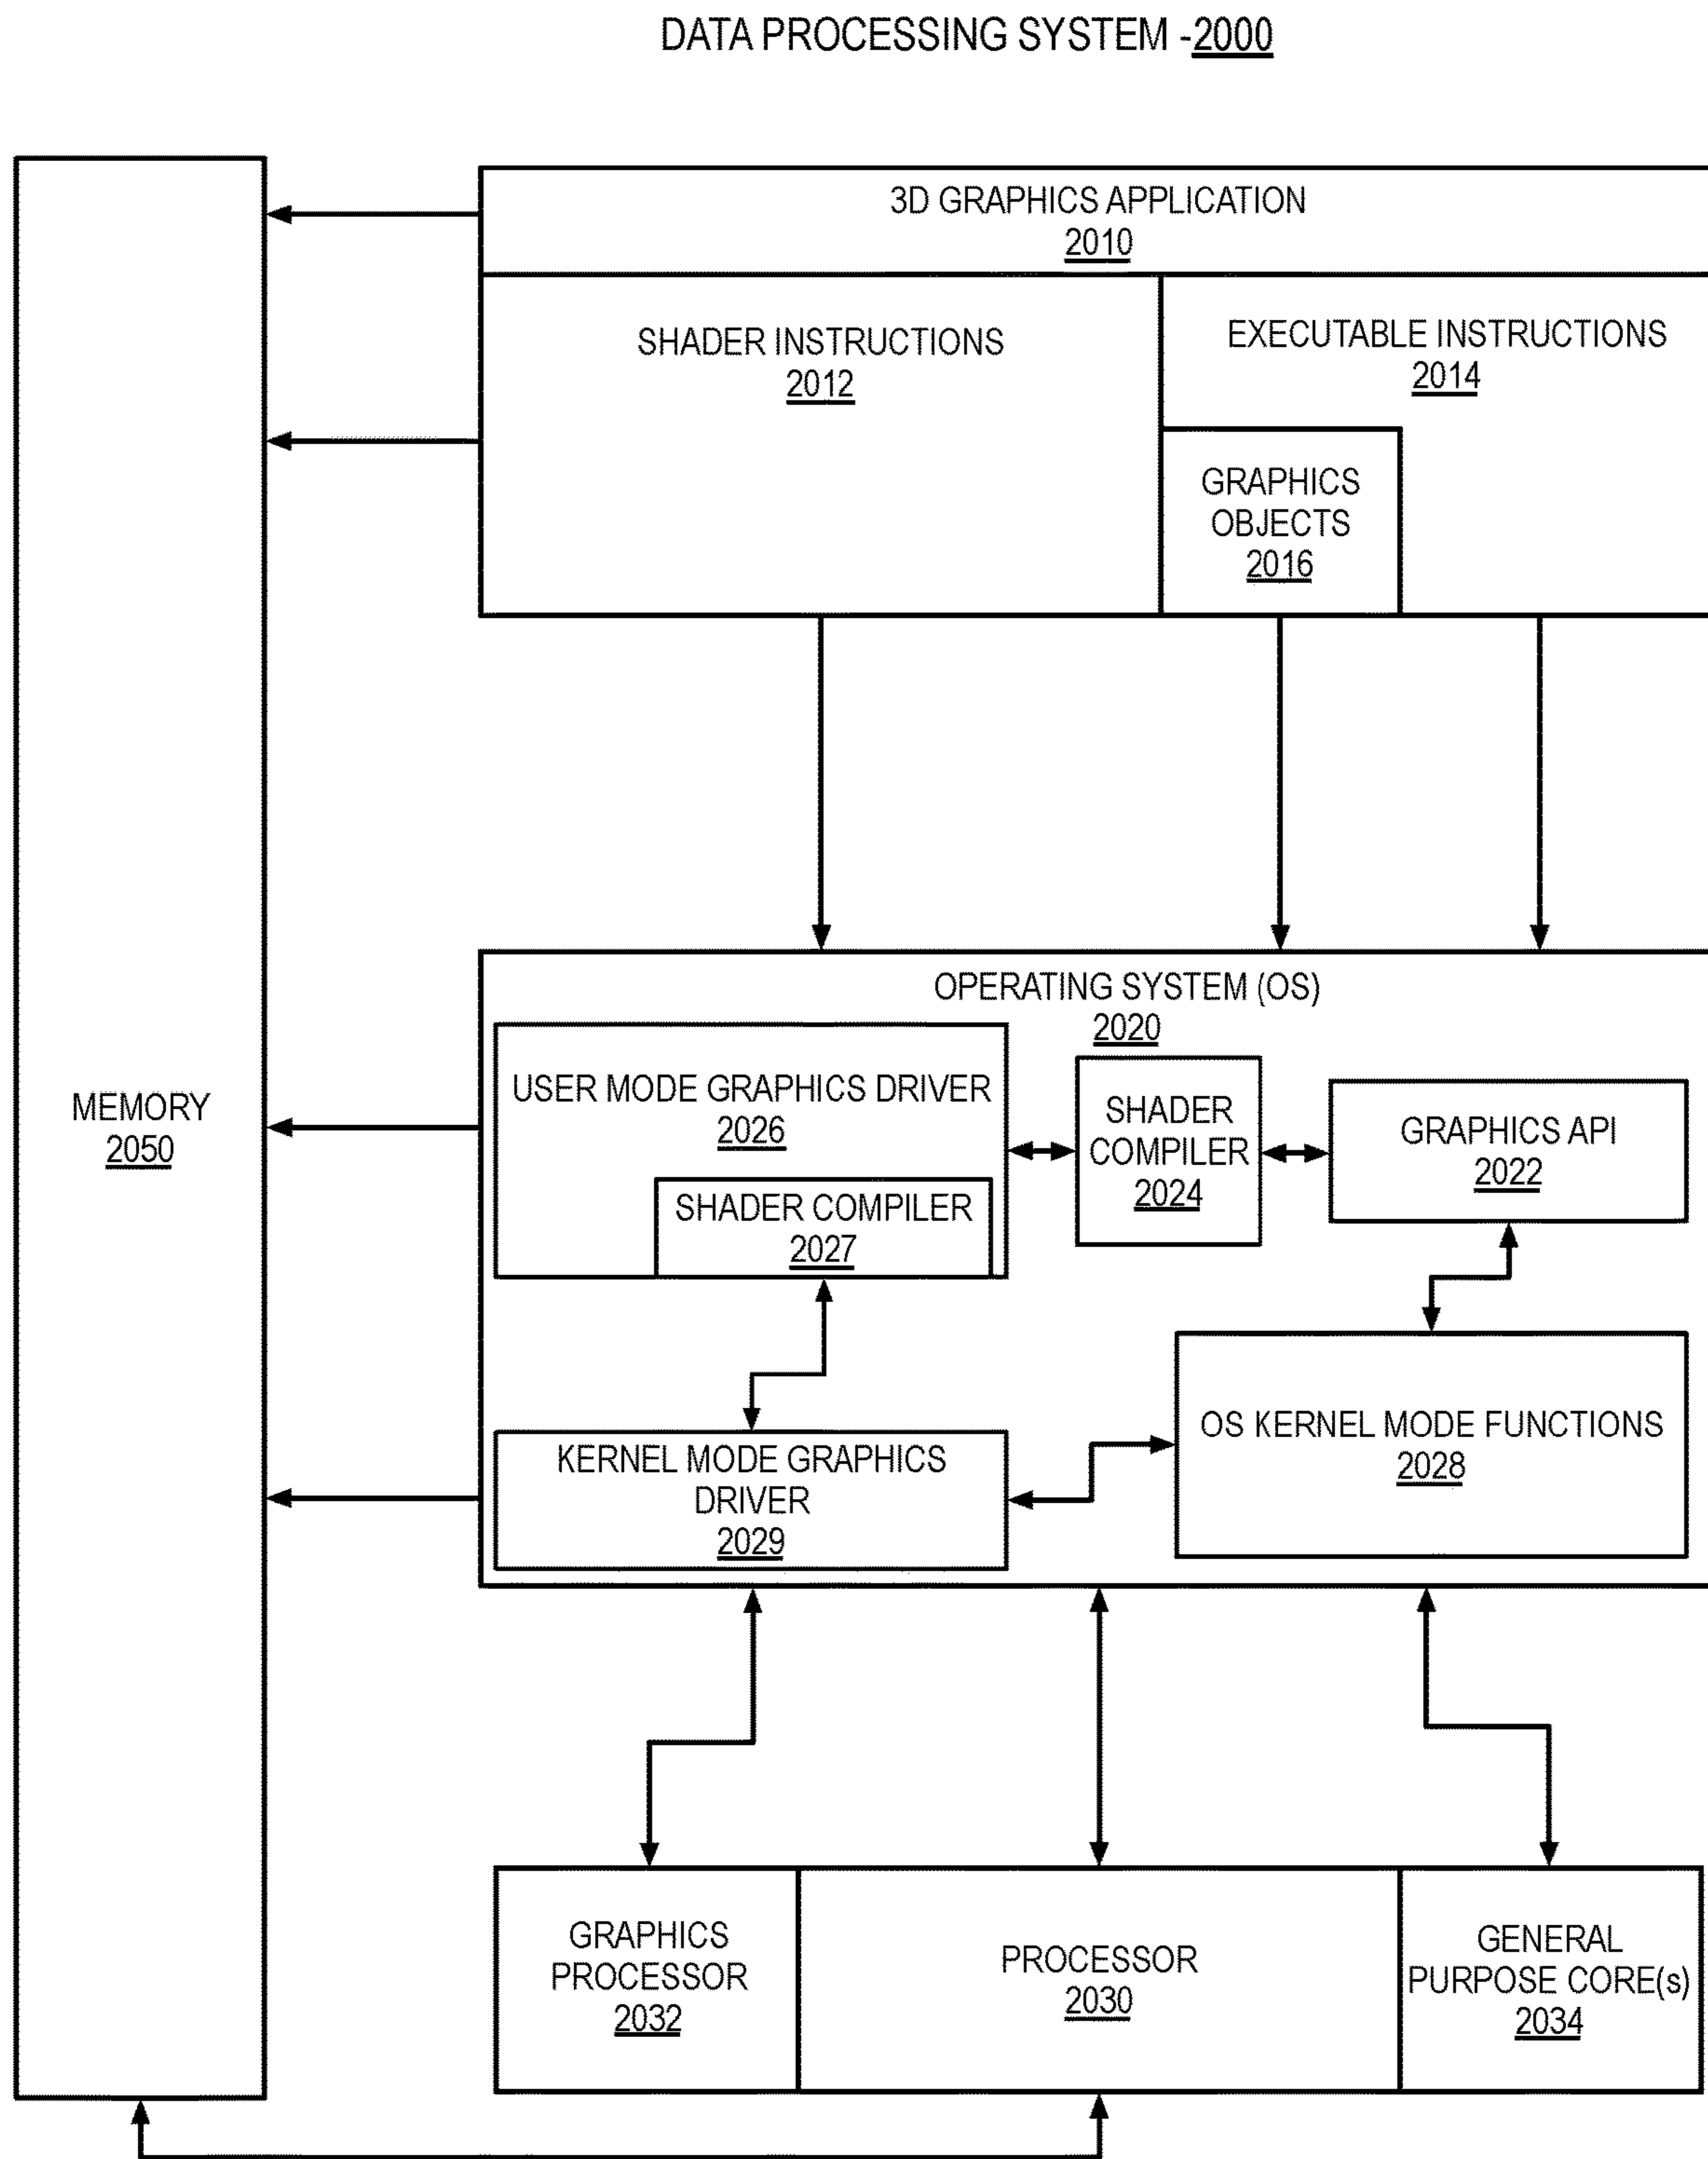 DATA PROCESSING SYSTEM -2000
3D GRAPHICS APPLICATION
2010
SHADER INSTRUCTIONS
2012
EXECUTABLE INSTRUCTIONS
2014
GRAPHICS
OBJECTS
2016
MEMORY
2050
OPERATING SYSTEM (OS)
2020
USER MODE GRAPHICS DRIVER
2026
SHADER COMPILER
2027
SHADER
COMPILER
2024
GRAPHICS API
2022
KERNEL MODE GRAPHICS
DRIVER
2029
OS KERNEL MODE FUNCTIONS
2028
GRAPHICS
PROCESSOR
2032
PROCESSOR
2030
GENERAL
PURPOSE CORE(s)
2034